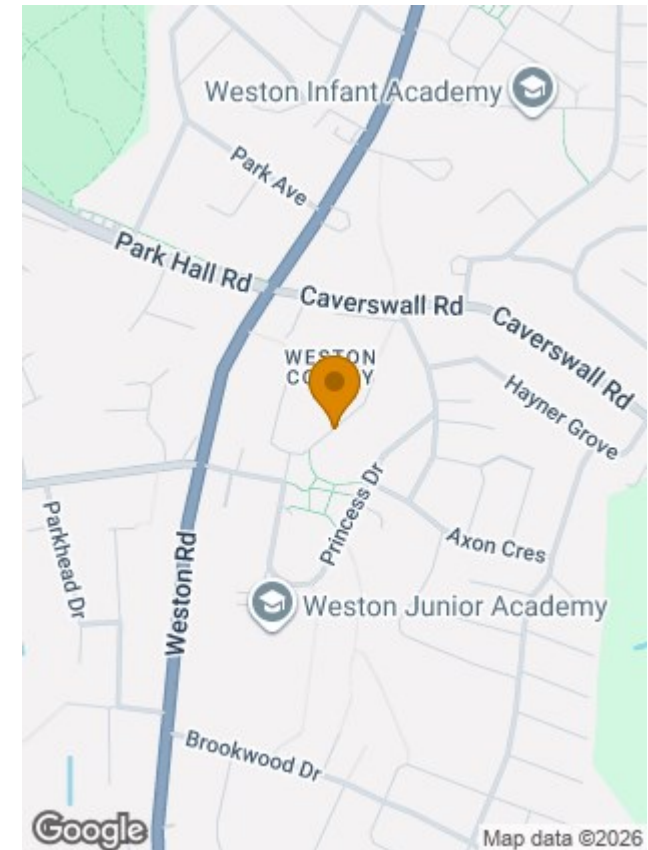 Weston Infant Academy
Park Ave
Park Hall Rd
Caverswall Rd
Caverswall Rd
WESTON
Hayner Grove
Princess Dr
Axon Cres
Parkhead Dr
Weston Rd
Weston Junior Academy
Brookwood Dr
Google
Map data ©2026